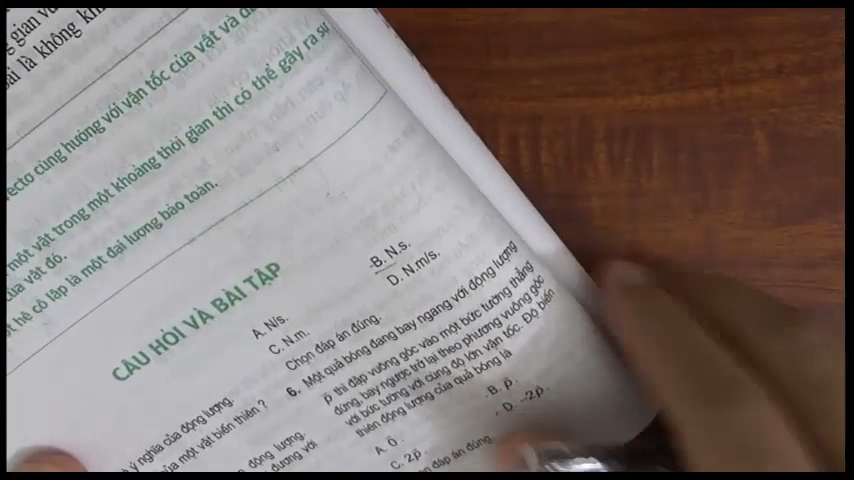 gian
là không
vectơ cùng hướng với vận tốc của vật và
một vật trong một khoảng thời gian thì có thể gây ra sự
của vật đó.
hệ cô lập là một đại lượng bảo toàn.
CÂU HỎI VÀ BÀI TẬP
ý nghĩa của động lượng.
của một vật biến thiên ?
động lượng.
dương với
A. N/s.
B. N.s.
C. N.m.
D. N.m/s.
Chọn đáp án đúng.
6. Một quả bóng đang bay ngang với động lượng
p⃗ thì đập vuông góc vào một bức tường thẳng
đứng, bay ngược trở lại theo phương vuông góc
với bức tường với cùng độ lớn vận tốc. Độ biến
thiên động lượng của quả bóng là
A. 0⃗.
B. p⃗.
C. 2p⃗.
D. -2p⃗.
đáp án đúng.